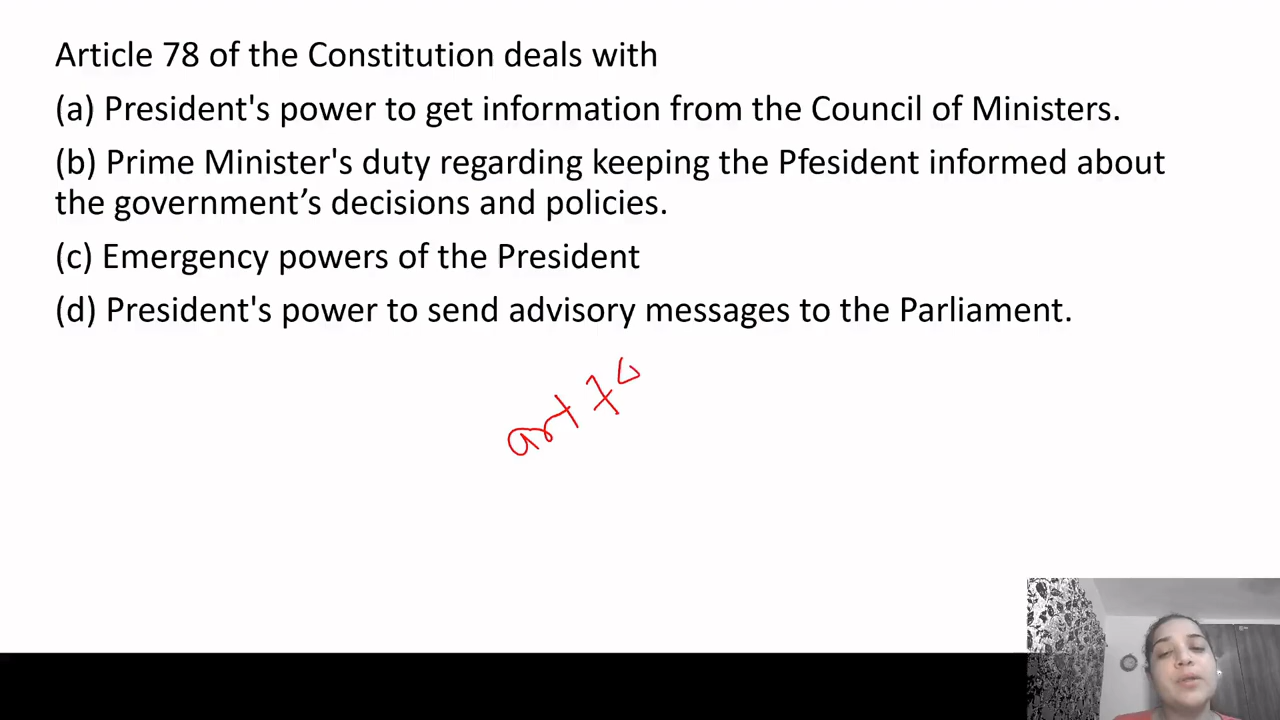 Article 78 of the Constitution deals with
(a) President's power to get information from the Council of Ministers.
(b) Prime Minister's duty regarding keeping the Pfesident informed about
the government’s decisions and policies.
(c) Emergency powers of the President
(d) President's power to send advisory messages to the Parliament.
art 7